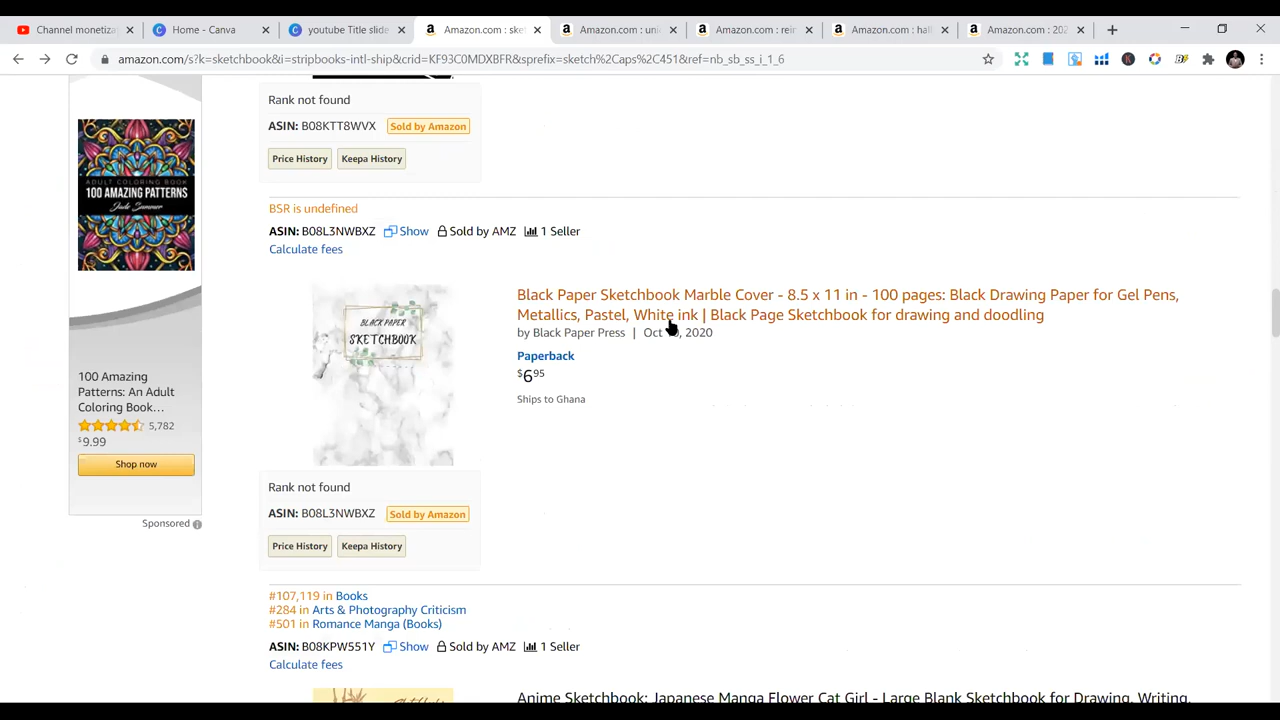 Channel monetiza
Home - Canva
youtube Title slide
Amazon.com : ske
Amazon.com : uni
Amazon.com : rei
Amazon.com : hal
Amazon.com : 202
amazon.com/s?k=sketchbook&i=stripbooks-intl-ship&crid=KF93C0MDXBFR&sprefix=sketch%2Caps%2C451&ref=nb_sb_ss_i_1_6
Rank not found
ASIN: B08KTT8WVX Sold by Amazon
Price History Keepa History
ADULT COLORING BOOK
100 AMAZING PATTERNS
Jade Summer
100 Amazing
Patterns: An Adult
Coloring Book…
5,782
$9.99
Shop now
Sponsored
BSR is undefined
ASIN: B08L3NWBXZ Show Sold by AMZ 1 Seller
Calculate fees
BLACK PAPER
SKETCHBOOK
Black Paper Sketchbook Marble Cover - 8.5 x 11 in - 100 pages: Black Drawing Paper for Gel Pens,
Metallics, Pastel, White ink | Black Page Sketchbook for drawing and doodling
by Black Paper Press | Oct , 2020
Paperback
$6 95
Ships to Ghana
Rank not found
ASIN: B08L3NWBXZ Sold by Amazon
Price History Keepa History
#107,119 in Books
#284 in Arts & Photography Criticism
#501 in Romance Manga (Books)
ASIN: B08KPW551Y Show Sold by AMZ 1 Seller
Calculate fees
Anime Sketchbook: Japanese Manga Flower Cat Girl - Large Blank Sketchbook for Drawing, Writing,